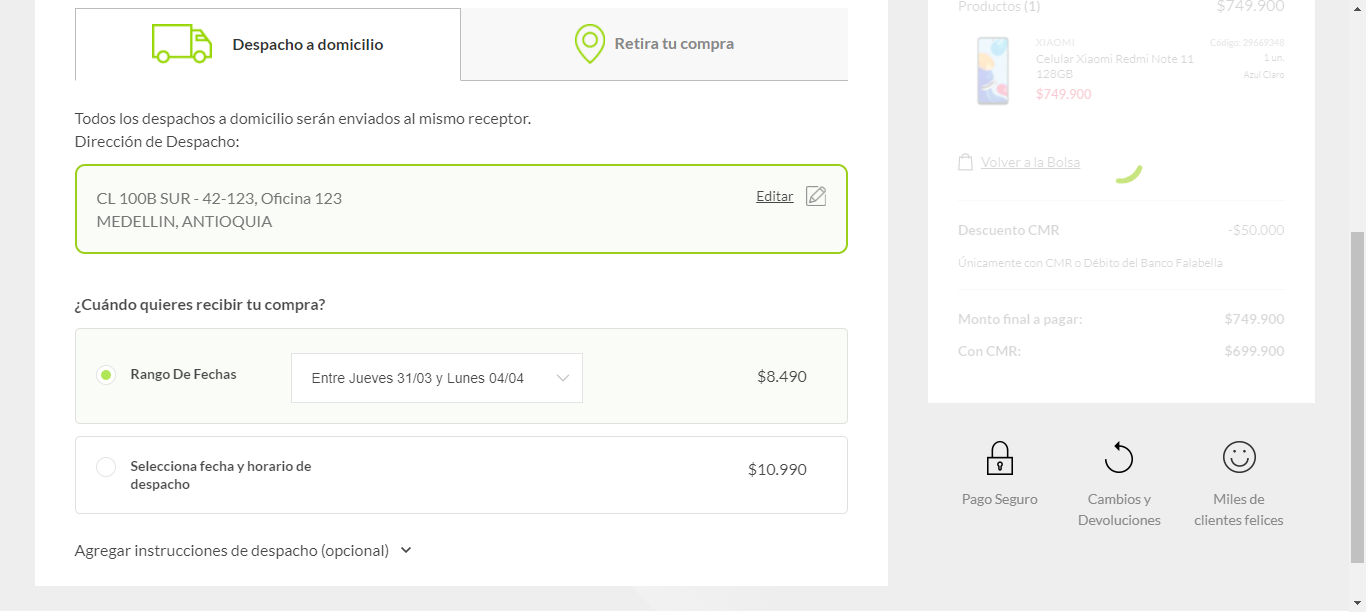 Despacho a domicilio
Retira tu compra
Todos los despachos a domicilio serán enviados al mismo receptor.
Dirección de Despacho:
CL 100B SUR - 42-123, Oficina 123
MEDELLIN, ANTIOQUIA
Editar
¿Cuándo quieres recibir tu compra?
Rango De Fechas
Entre Jueves 31/03 y Lunes 04/04
$8.490
Selecciona fecha y horario de
despacho
$10.990
Agregar instrucciones de despacho (opcional)
Productos (1) $749.900
XIAOMI
Código: 29669348
Celular Xiaomi Redmi Note 11
128GB
1 un.
Azul Claro
$749.900
Volver a la Bolsa
Descuento CMR -$50.000
Únicamente con CMR o Débito del Banco Falabella
Monto final a pagar: $749.900
Con CMR: $699.900
Pago Seguro
Cambios y
Devoluciones
Miles de
clientes felices